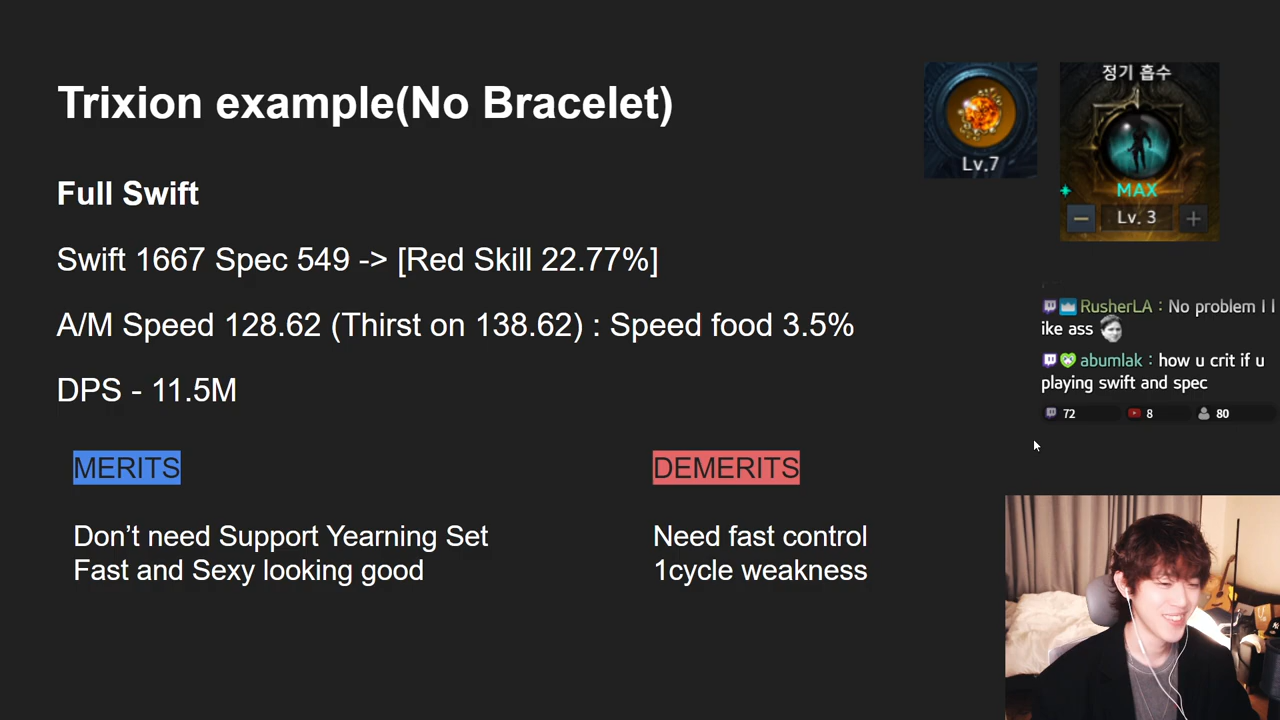 Trixion example(No Bracelet)
Full Swift
Swift 1667 Spec 549 -> [Red Skill 22.77%]
A/M Speed 128.62 (Thirst on 138.62) : Speed food 3.5%
DPS - 11.5M
MERITS
Don’t need Support Yearning Set
Fast and Sexy looking good
DEMERITS
Need fast control
1cycle weakness
Lv.7
정기 흡수
MAX
Lv. 3
RusherLA : No problem I l
ike ass
abumlak : how u crit if u
playing swift and spec
72 8 80